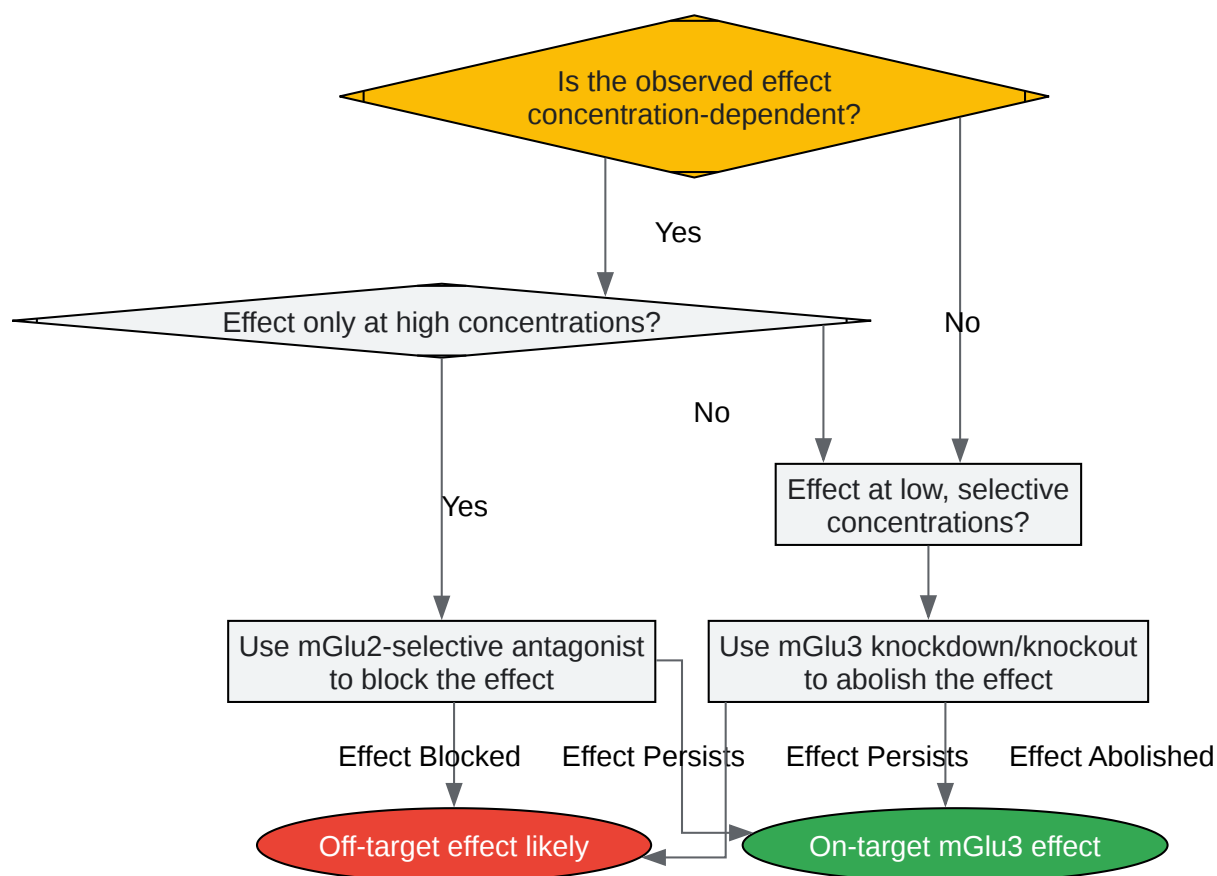 Is the observed effect
concentration-dependent?
Yes
Effect only at high concentrations?
No
No
Effect at low, selective
concentrations?
Yes
Use mGlu2-selective antagonist
to block the effect
Use mGlu3 knockdown/knockout
to abolish the effect
Effect Blocked
Effect Persists
Effect Persists
Effect Abolished
Off-target effect likely
On-target mGlu3 effect